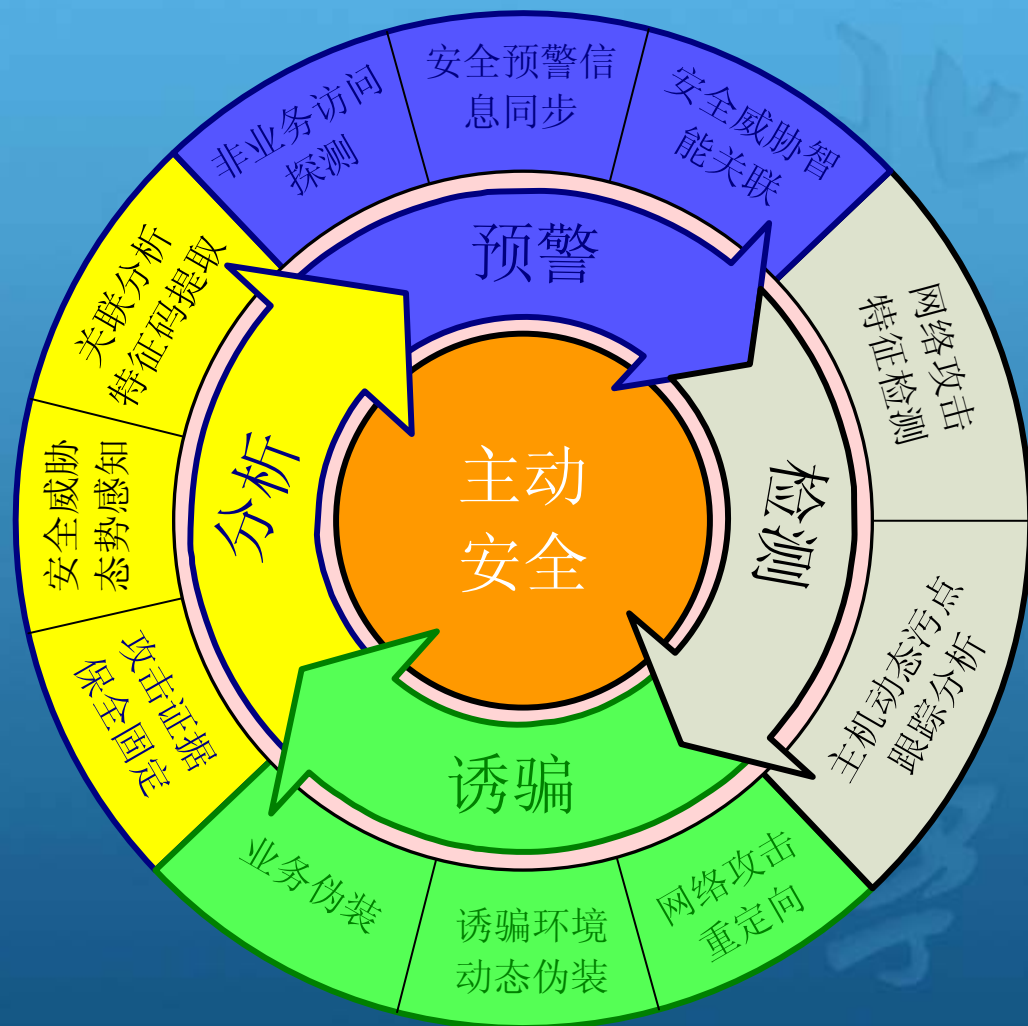 安全预警信
息同步
安全威胁智
能关联
非业务访问
探测
预警
网络攻击
特征检测
关联分析
特征码提取
主动
安全
分析
检测
安全威胁
态势感知
主机动态污点
跟踪分析
攻击证据
保全固定
诱骗
业务伪装
诱骗环境
动态伪装
网络攻击
重定向